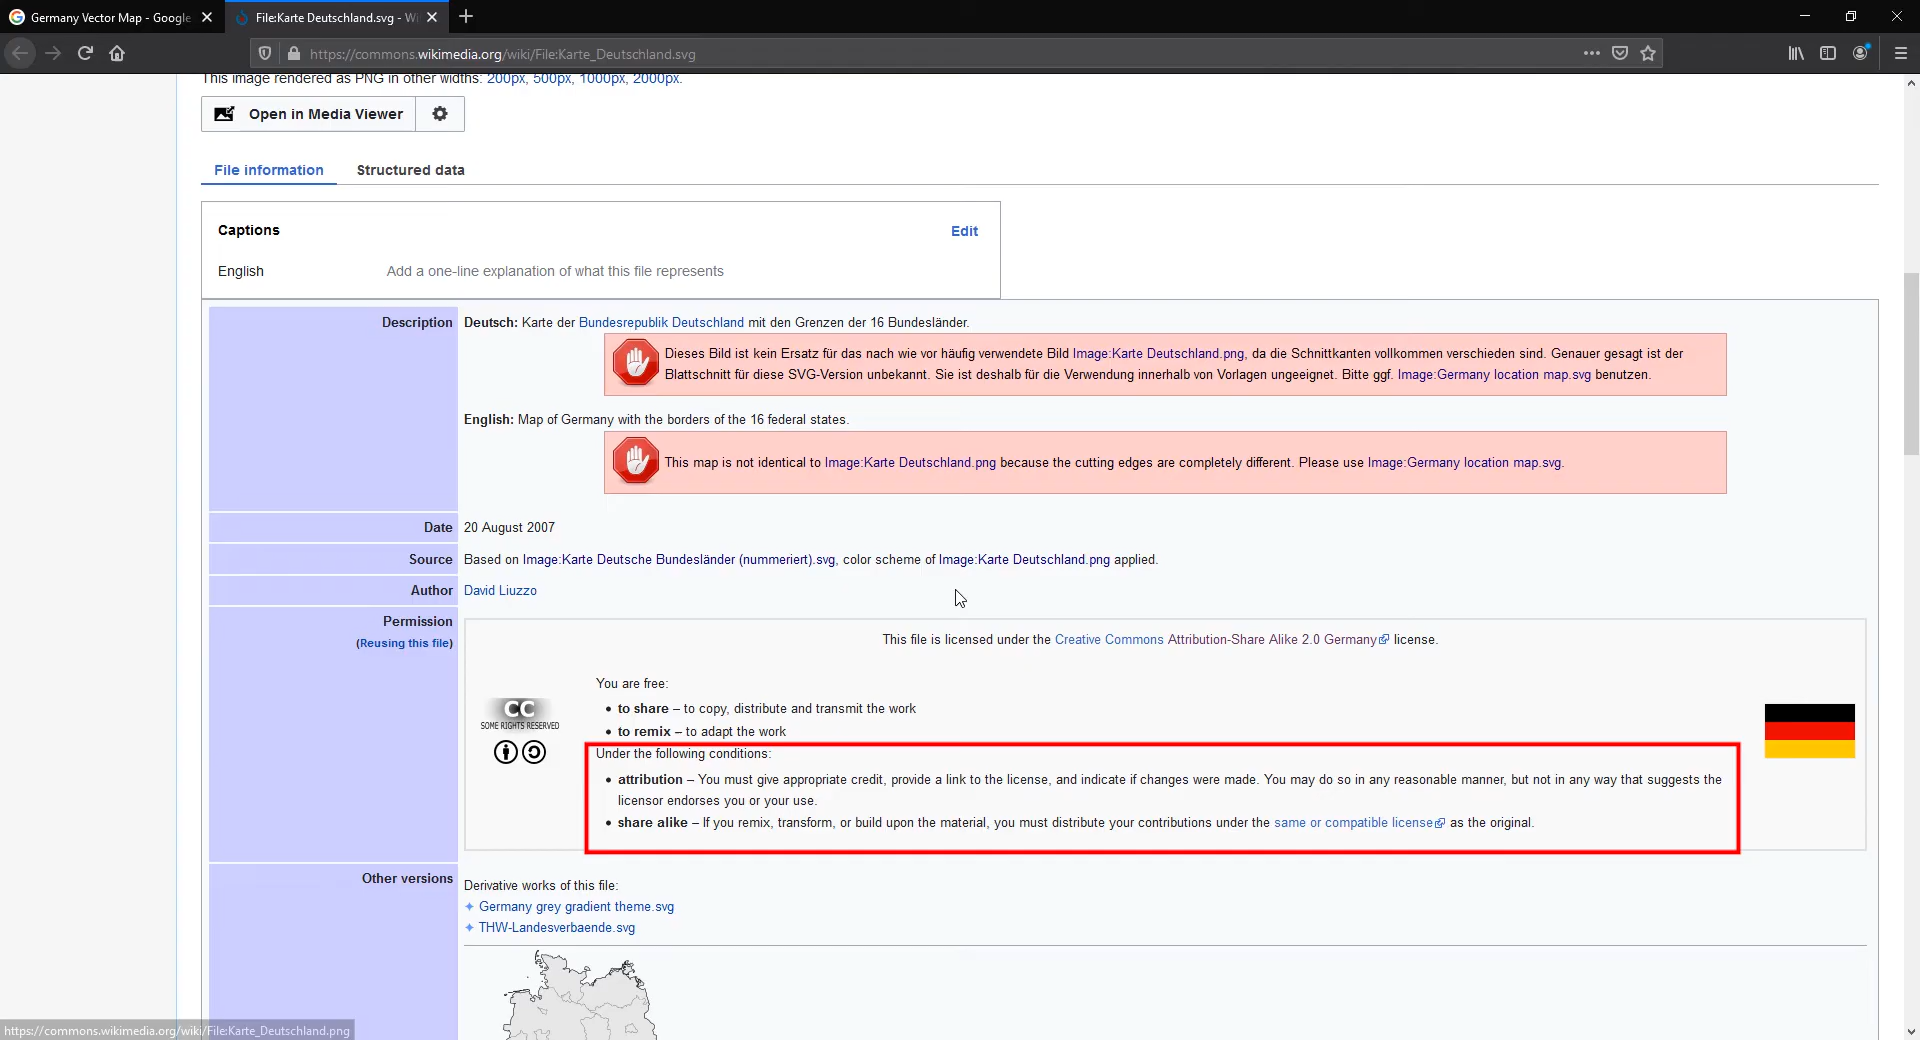 Germany Vector Map - Google
File:Karte Deutschland.svg - Wi
https://commons.wikimedia.org/wiki/File:Karte_Deutschland.svg
This image rendered as PNG in other widths: 200px, 500px, 1000px, 2000px.
Open in Media Viewer
File information
Structured data
Captions
Edit
English
Add a one-line explanation of what this file represents
Description
Deutsch: Karte der Bundesrepublik Deutschland mit den Grenzen der 16 Bundesländer.
Dieses Bild ist kein Ersatz für das nach wie vor häufig verwendete Bild Image:Karte Deutschland.png, da die Schnittkanten vollkommen verschieden sind. Genauer gesagt ist der
Blattschnitt für diese SVG-Version unbekannt. Sie ist deshalb für die Verwendung innerhalb von Vorlagen ungeeignet. Bitte ggf. Image:Germany location map.svg benutzen.
English: Map of Germany with the borders of the 16 federal states.
This map is not identical to Image:Karte Deutschland.png because the cutting edges are completely different. Please use Image:Germany location map.svg.
Date
20 August 2007
Source
Based on Image:Karte Deutsche Bundesländer (nummeriert).svg, color scheme of Image:Karte Deutschland.png applied.
Author
David Liuzzo
Permission
(Reusing this file)
This file is licensed under the Creative Commons Attribution-Share Alike 2.0 Germany license.
CC
SOME RIGHTS RESERVED
You are free:
• to share – to copy, distribute and transmit the work
• to remix – to adapt the work
Under the following conditions:
• attribution – You must give appropriate credit, provide a link to the license, and indicate if changes were made. You may do so in any reasonable manner, but not in any way that suggests the
licensor endorses you or your use.
• share alike – If you remix, transform, or build upon the material, you must distribute your contributions under the same or compatible license as the original.
Other versions
Derivative works of this file:
Germany grey gradient theme.svg
THW-Landesverbaende.svg
https://commons.wikimedia.org/wiki/File:Karte_Deutschland.png